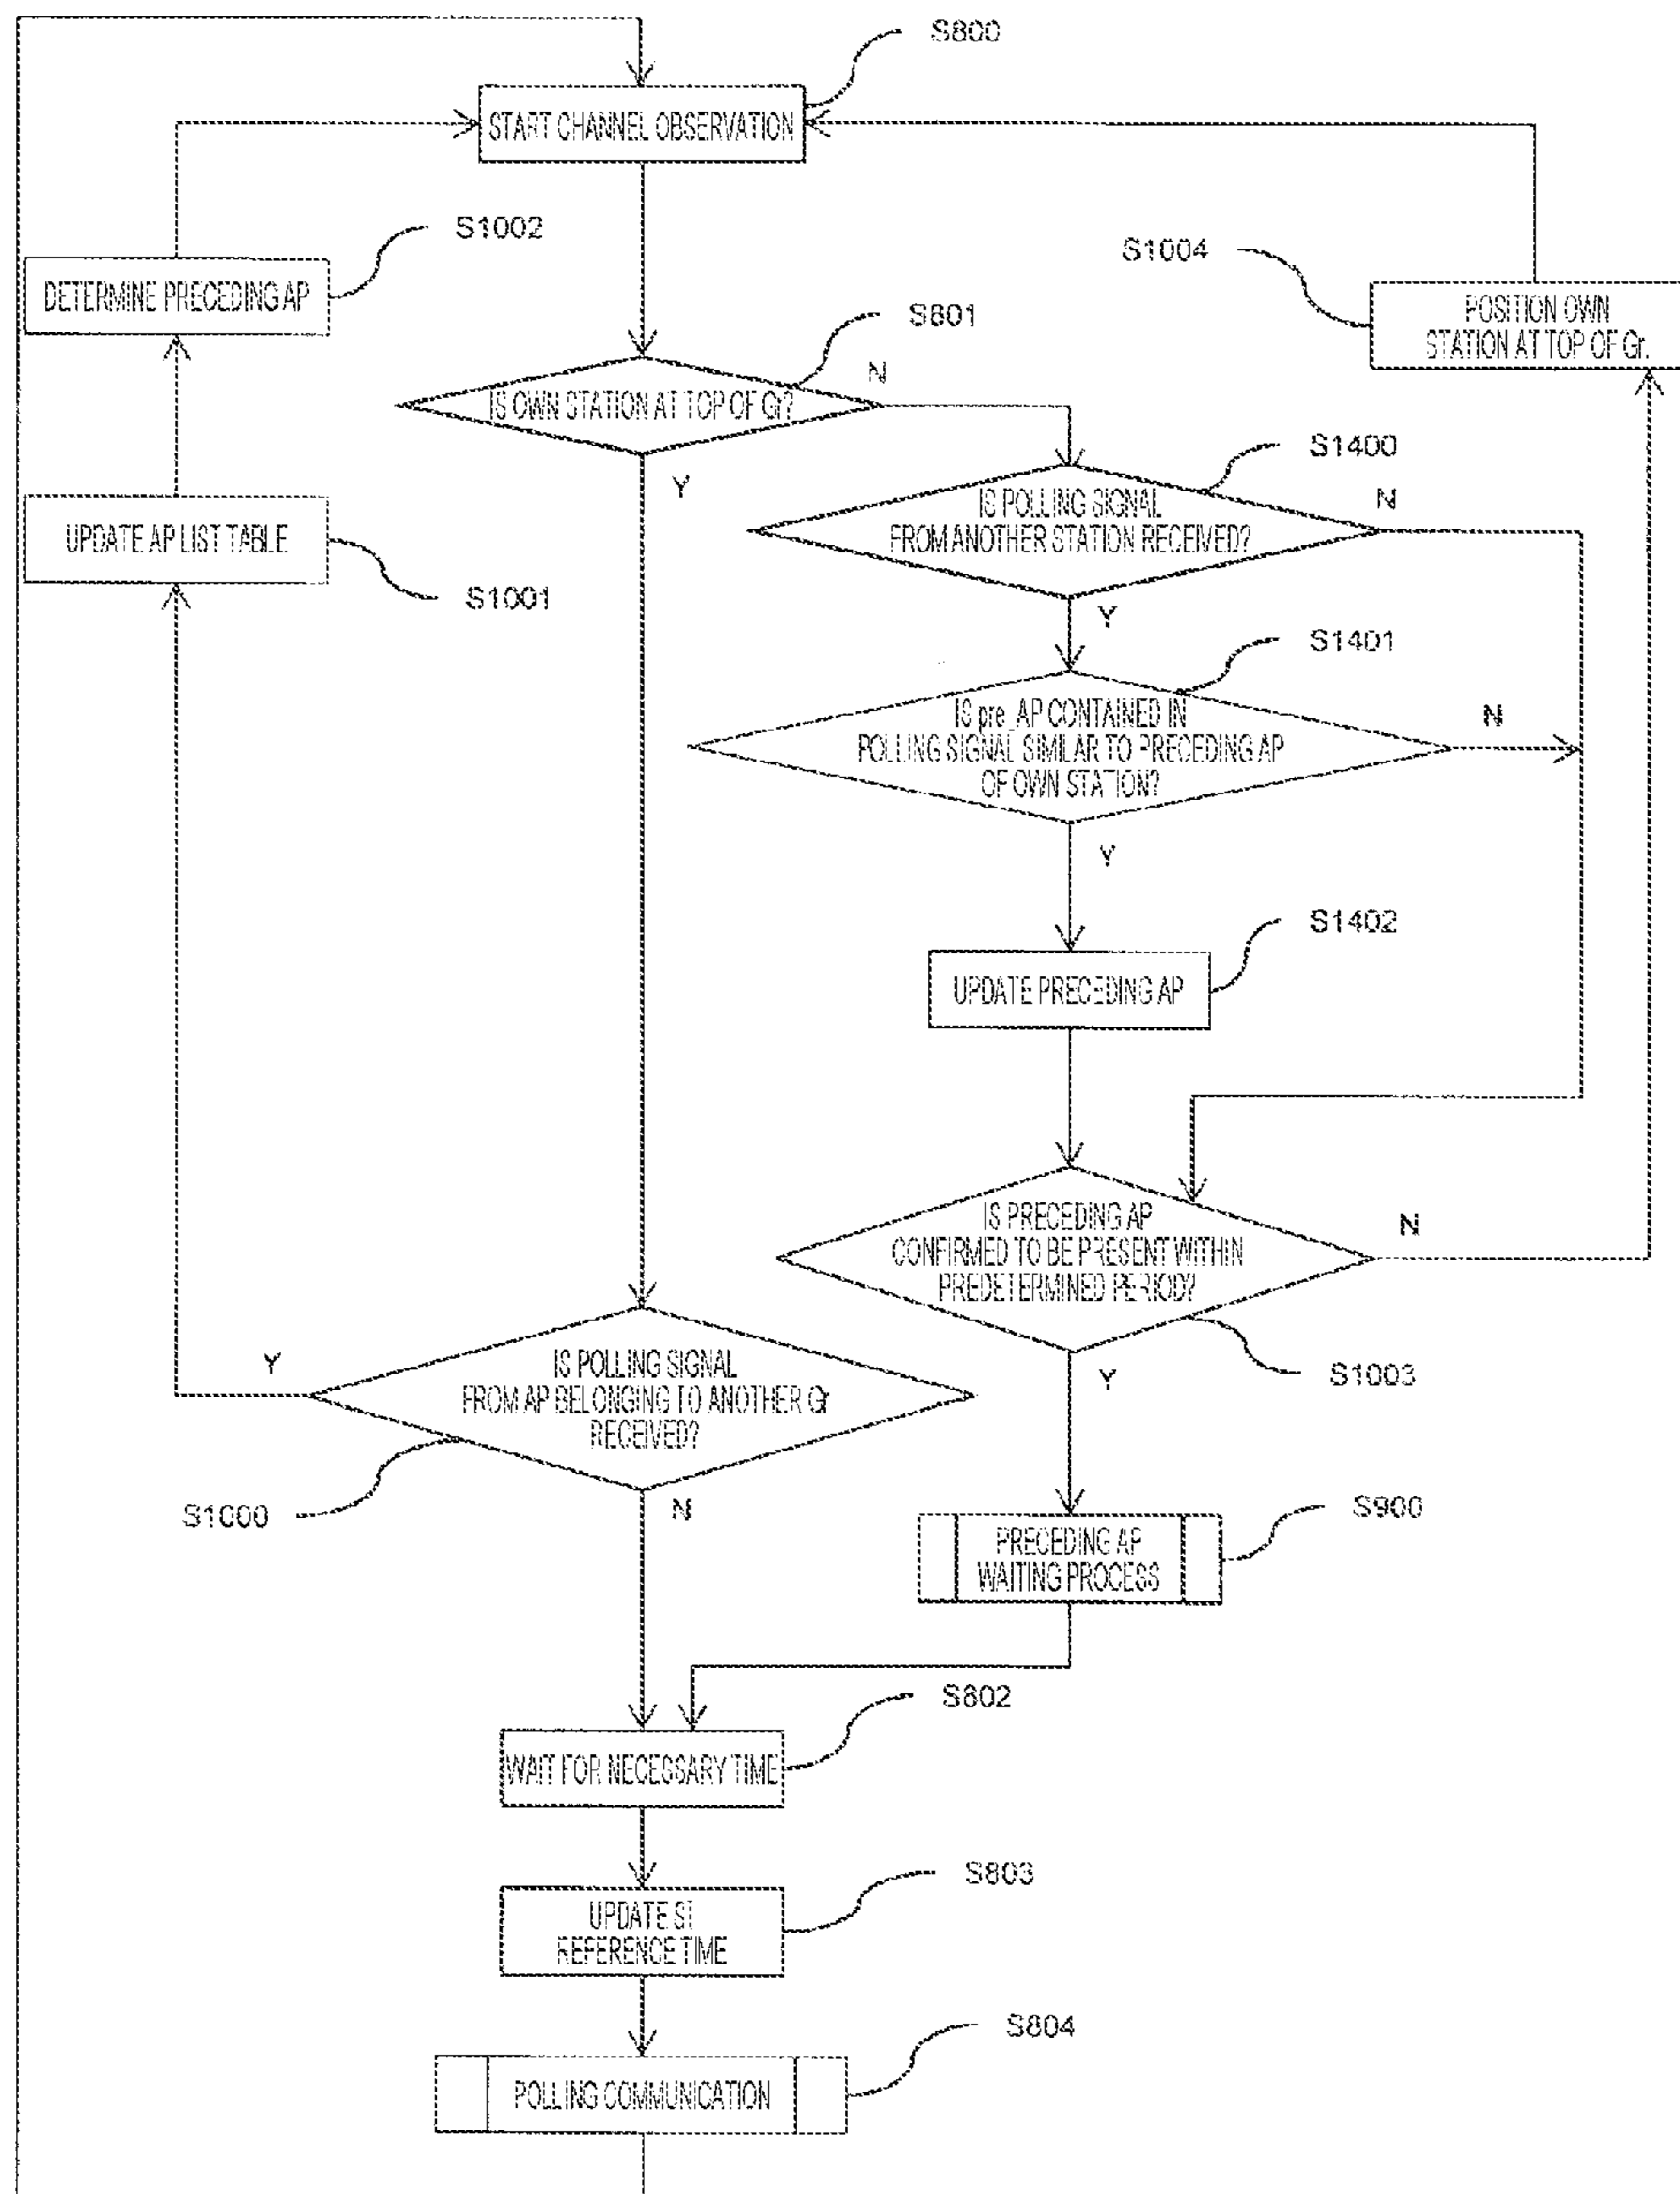 S800
START CHANNEL OBSERVATION
S1002
DETERMINE PRECEDING AP
S1004
POSITION OWN
STATION AT TOP OF Gr.
S801
IS OWN STATION AT TOP OF Gr?
N
Y
S1400
IS POLLING SIGNAL
FROM ANOTHER STATION RECEIVED?
N
Y
UPDATE AP LIST TABLE
S1001
S1401
IS pre_AP CONTAINED IN
POLLING SIGNAL SIMILAR TO PRECEDING AP
OF OWN STATION?
N
Y
S1402
UPDATE PRECEDING AP
IS PRECEDING AP
CONFIRMED TO BE PRESENT WITHIN
PREDETERMINED PERIOD?
N
Y
S1003
IS POLLING SIGNAL
FROM AP BELONGING TO ANOTHER Gr
RECEIVED?
Y
N
S1000
S900
PRECEDING AP
WAITING PROCESS
S802
WAIT FOR NECESSARY TIME
S803
UPDATE SI
REFERENCE TIME
S804
POLLING COMMUNICATION